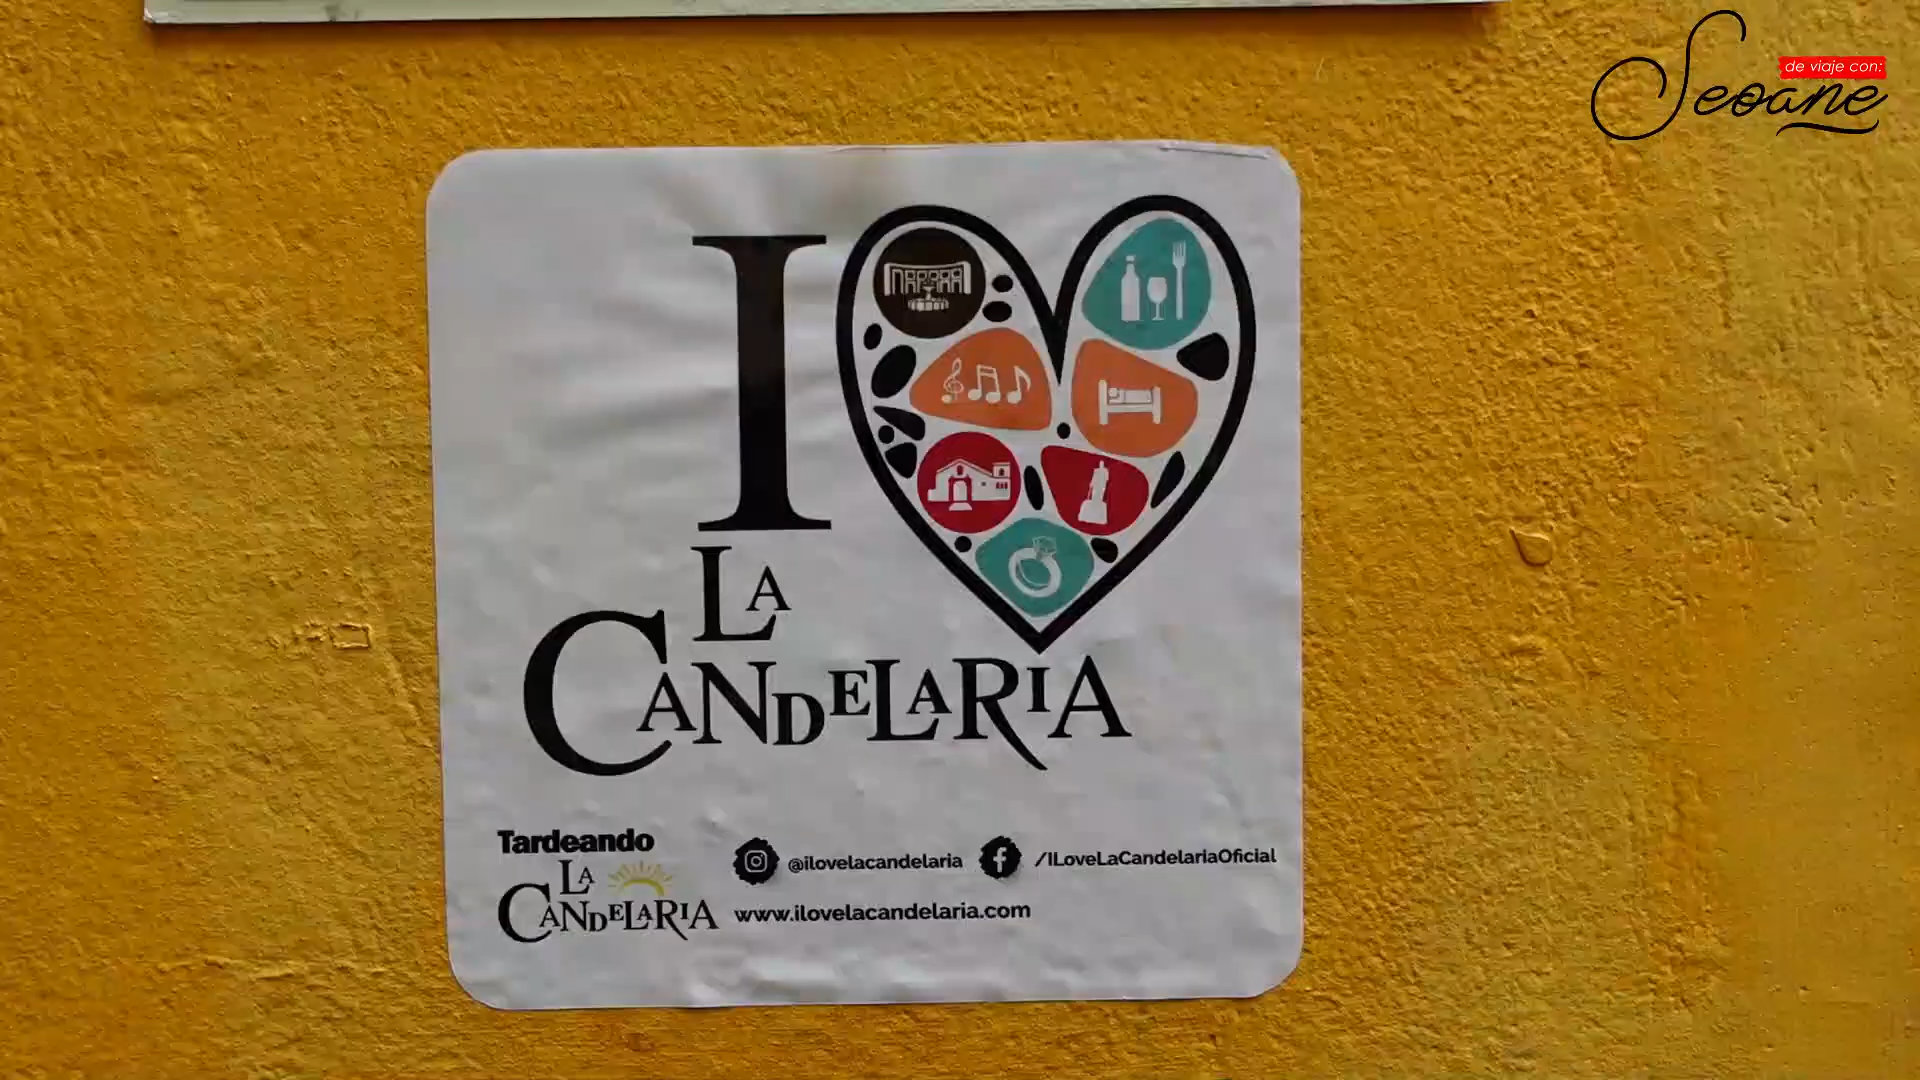 de viaje con:
Seoane
I
LA
CANDELARIA
Tardeando
LA
CANDELARIA
@ilovelacandelaria
/ILoveLaCandelariaOficial
www.ilovelacandelaria.com